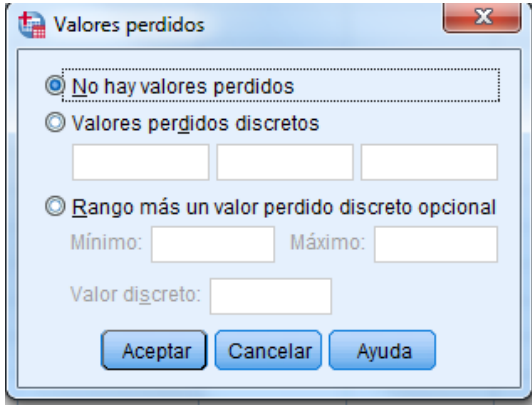 Valores perdidos
No hay valores perdidos
Valores perdidos discretos
Rango más un valor perdido discreto opcional
Mínimo: Máximo:
Valor discreto:
Aceptar Cancelar Ayuda